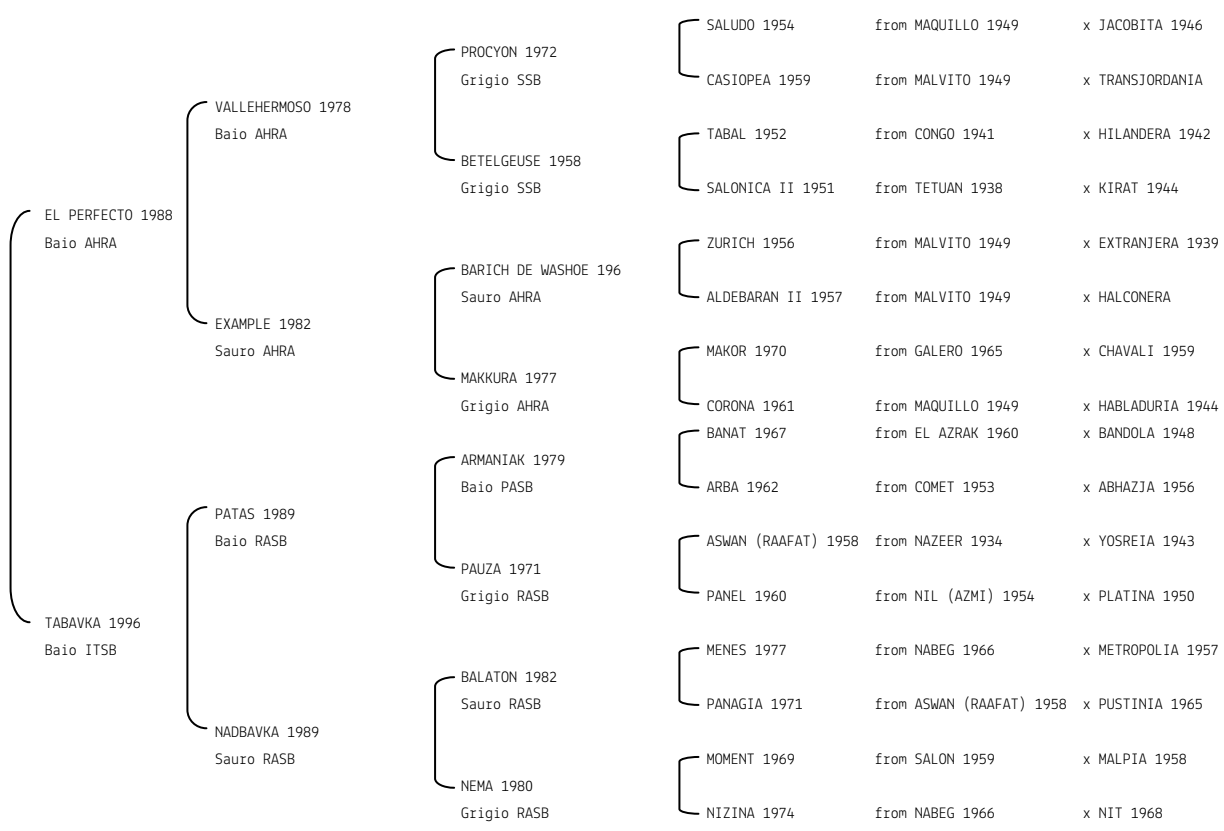 SALUDO 1954 from MAQUILLO 1949 x JACOBITA 1946
PROCYON 1972
Grigio SSB CASIOPEA 1959 from MALVITO 1949 x TRANSJORDANIA
VALLEHERMOSO 1978
Baio AHRA TABAL 1952 from CONGO 1941 x HILANDERA 1942
BETELGEUSE 1958
Grigio SSB SALONICA II 1951 from TETUAN 1938 x KIRAT 1944
EL PERFECTO 1988
Baio AHRA ZURICH 1956 from MALVITO 1949 x EXTRANJERA 1939
BARICH DE WASHOE 196
Sauro AHRA ALDEBARAN II 1957 from MALVITO 1949 x HALCONERA
EXAMPLE 1982
Sauro AHRA MAKOR 1970 from GALERO 1965 x CHAVALI 1959
MAKKURA 1977
Grigio AHRA CORONA 1961 from MAQUILLO 1949 x HABLADURIA 1944
BANAT 1967 from EL AZRAK 1960 x BANDOLA 1948
ARMANIAK 1979
Baio PASB ARBA 1962 from COMET 1953 x ABHAZJA 1956
PATAS 1989
Baio RASB ASWAN (RAAFAT) 1958 from NAZEER 1934 x YOSREIA 1943
PAUZA 1971
Grigio RASB PANEL 1960 from NIL (AZMI) 1954 x PLATINA 1950
TABAVKA 1996
Baio ITSB MENES 1977 from NABEG 1966 x METROPOLIA 1957
BALATON 1982
Sauro RASB PANAGIA 1971 from ASWAN (RAAFAT) 1958 x PUSTINIA 1965
NADBAVKA 1989
Sauro RASB MOMENT 1969 from SALON 1959 x MALPIA 1958
NEMA 1980
Grigio RASB NIZINA 1974 from NABEG 1966 x NIT 1968